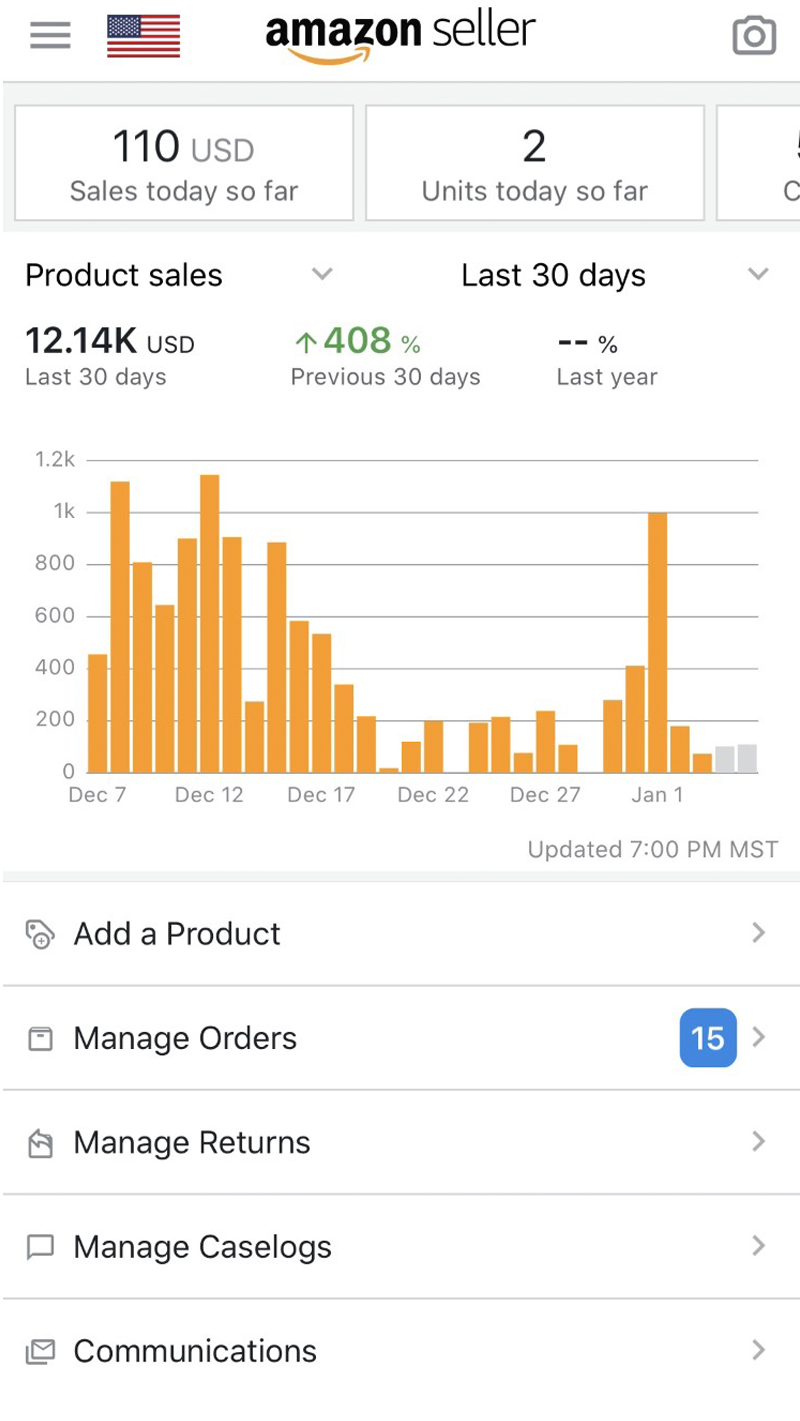 amazon seller
110 USD
Sales today so far
2
Units today so far
Product sales
Last 30 days
12.14K USD
Last 30 days
↑408 %
Previous 30 days
-- %
Last year
1.2k
1k
800
600
400
200
0
Dec 7
Dec 12
Dec 17
Dec 22
Dec 27
Jan 1
Updated 7:00 PM MST
Add a Product
Manage Orders
15
Manage Returns
Manage Caselogs
Communications